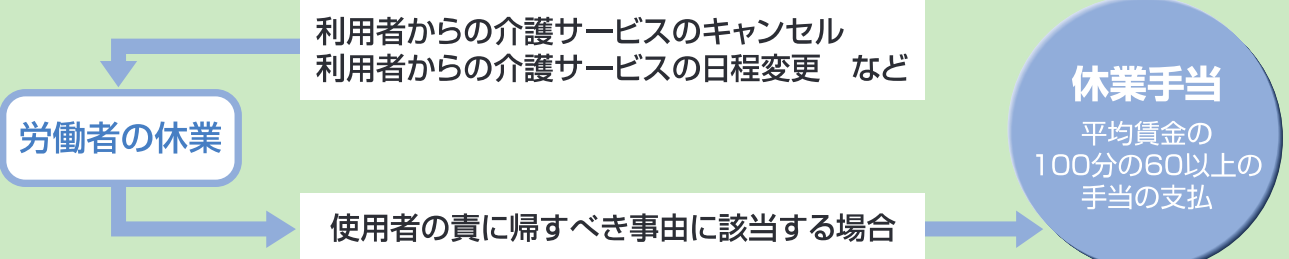 利用者からの介護サービスのキャンセル
利用者からの介護サービスの日程変更　など
労働者の休業
使用者の責に帰すべき事由に該当する場合
休業手当
平均賃金の
100分の60以上の
手当の支払